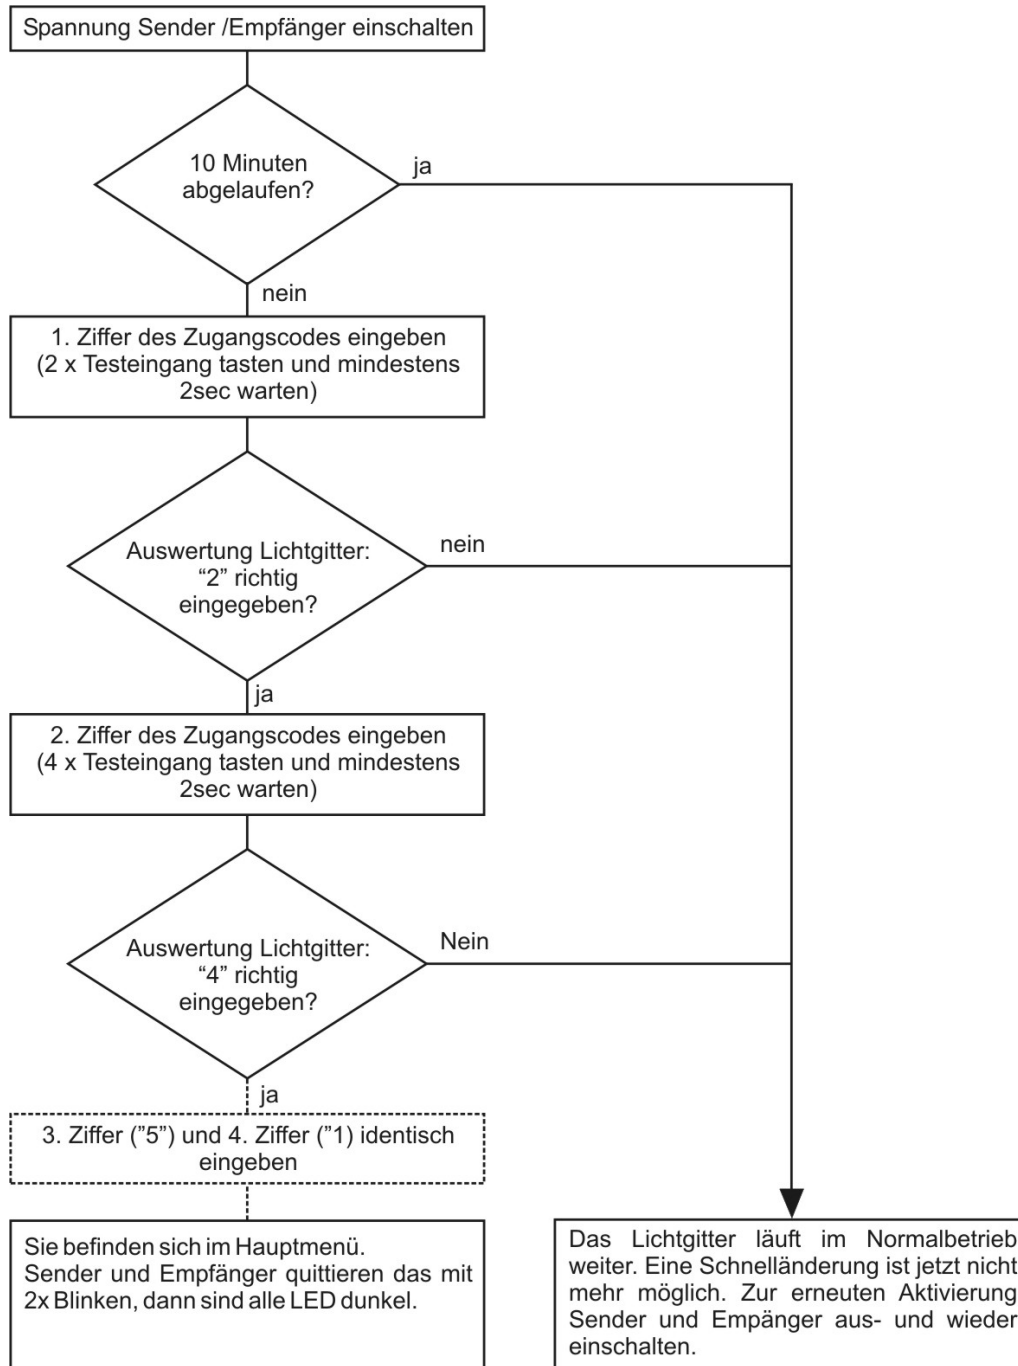 Spannung Sender /Empfänger einschalten
10 Minuten
abgelaufen?
ja
nein
1. Ziffer des Zugangscodes eingeben
(2 x Testeingang tasten und mindestens
2sec warten)
Auswertung Lichtgitter:
“2” richtig
eingegeben?
nein
ja
2. Ziffer des Zugangscodes eingeben
(4 x Testeingang tasten und mindestens
2sec warten)
Auswertung Lichtgitter:
“4” richtig
eingegeben?
Nein
ja
3. Ziffer (”5”) und 4. Ziffer (”1) identisch
eingeben
Sie befinden sich im Hauptmenü.
Sender und Empfänger quittieren das mit
2x Blinken, dann sind alle LED dunkel.
Das Lichtgitter läuft im Normalbetrieb
weiter. Eine Schnelländerung ist jetzt nicht
mehr möglich. Zur erneuten Aktivierung
Sender und Empänger aus- und wieder
einschalten.